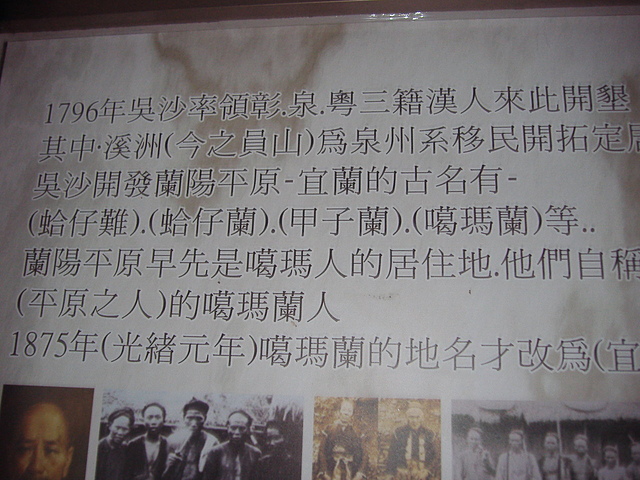 1796年吳沙率領彰.泉.粵三籍漢人來此開墾
其中.溪洲(今之員山)為泉州系移民開拓定居
吳沙開發蘭陽平原-宜蘭的古名有-
(蛤仔難).(蛤仔蘭).(甲子蘭).(噶瑪蘭)等..
蘭陽平原早先是噶瑪人的居住地.他們自稱
(平原之人)的噶瑪蘭人
1875年(光緒元年)噶瑪蘭的地名才改為(宜